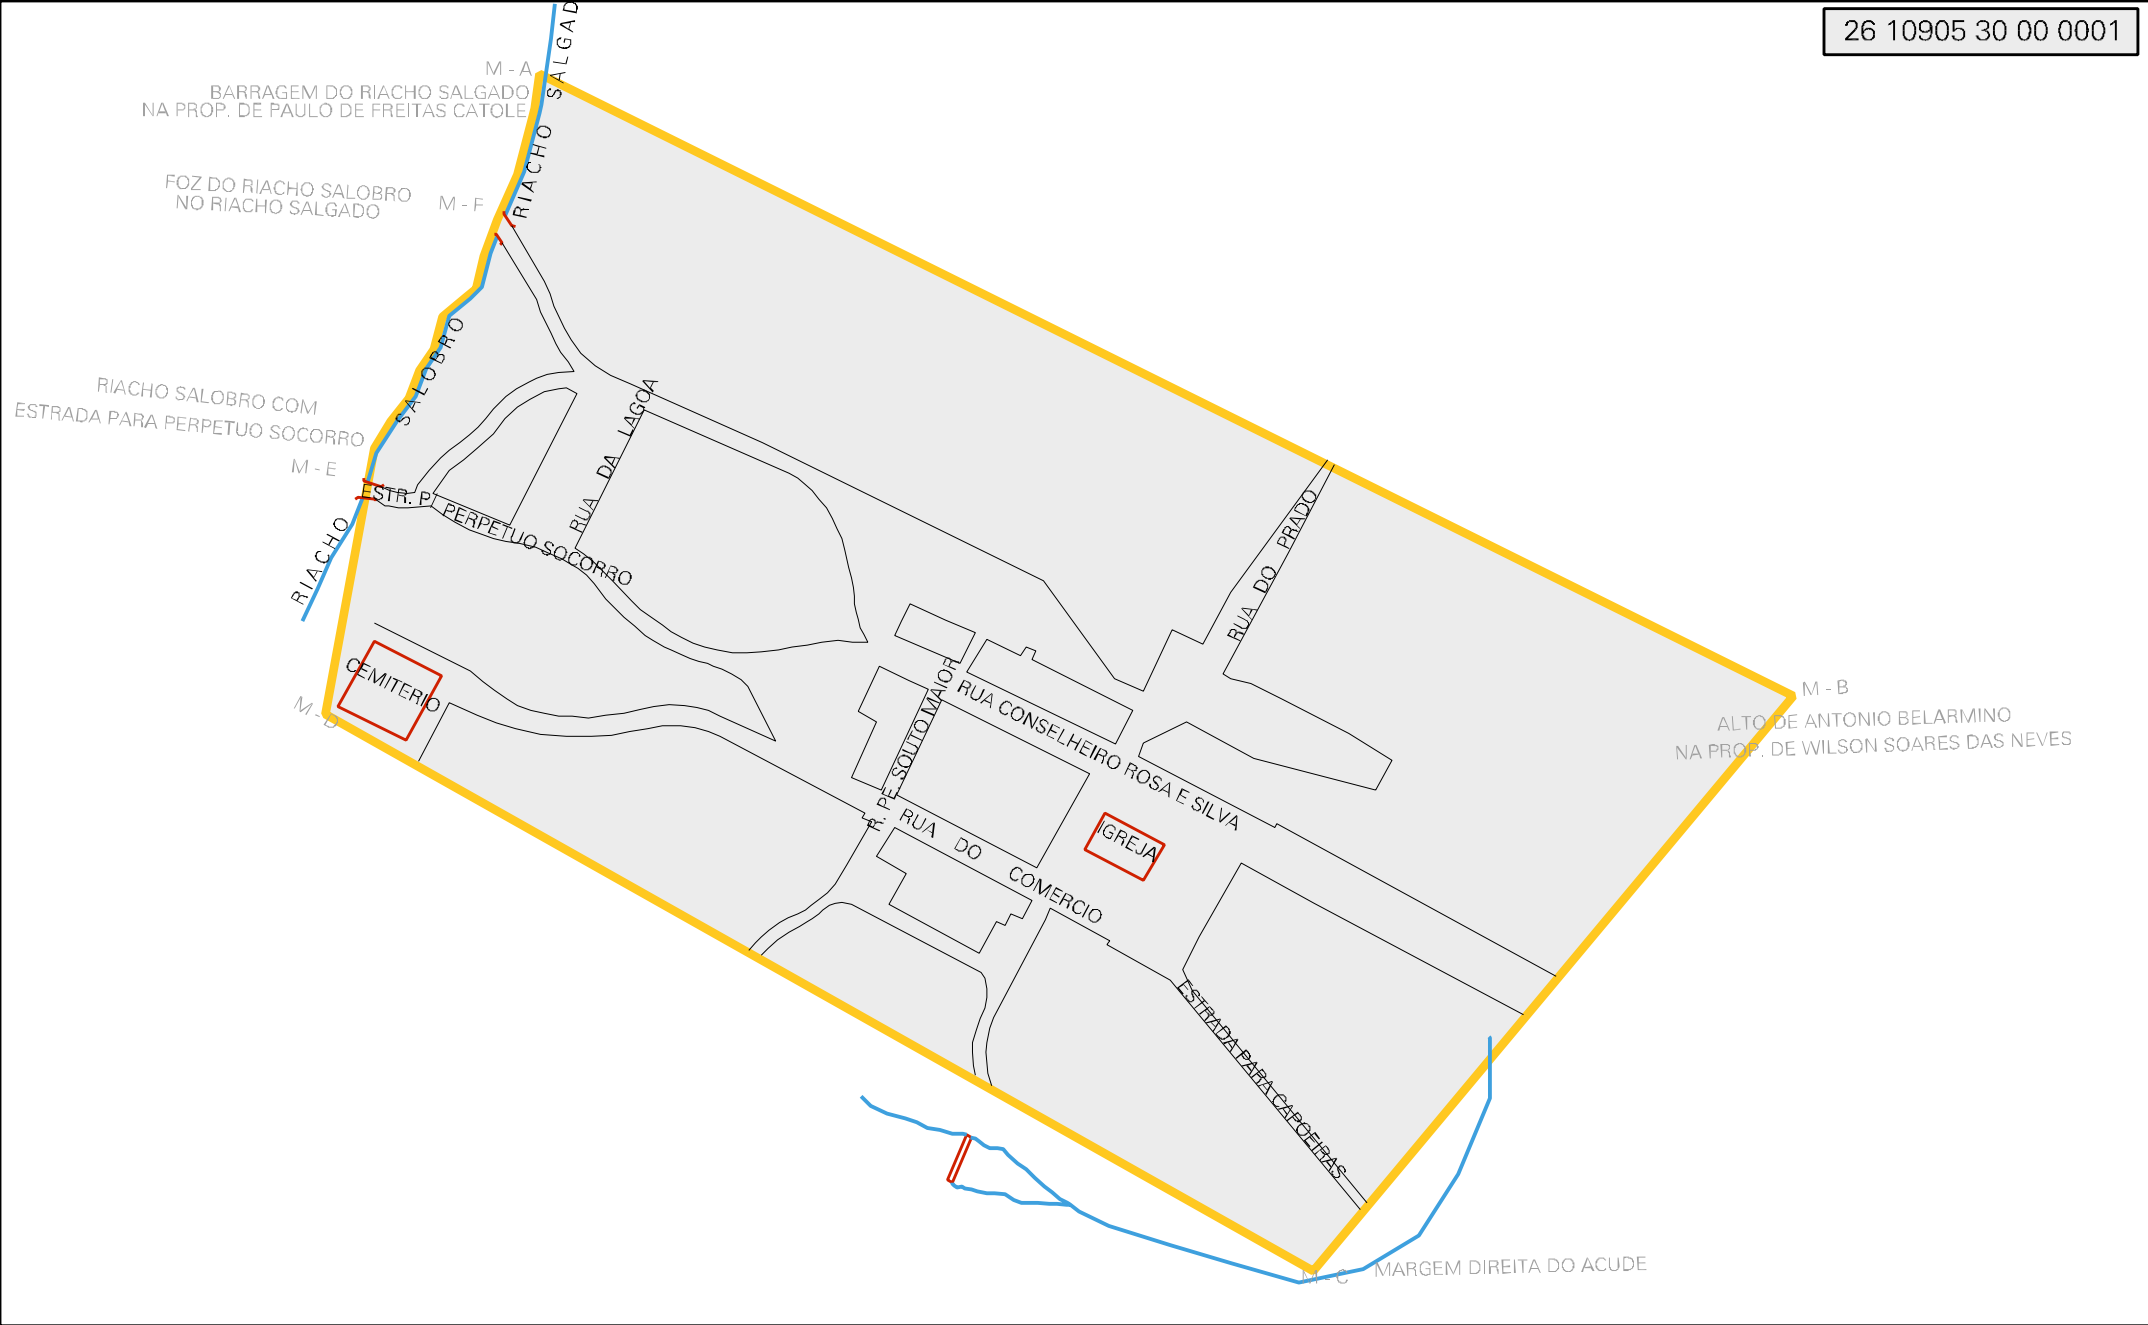 26 10905 30 00 0001
M - A
BARRAGEM DO RIACHO SALGADO
NA PROP. DE PAULO DE FREITAS CATOLE
RIACHO SALGAD
FOZ DO RIACHO SALOBRO
NO RIACHO SALGADO
M - F
RIACHO SALOBRO
RIACHO SALOBRO COM
ESTRADA PARA PERPETUO SOCORRO
M - E
ESTR. P/ PERPETUO SOCORRO
RUA DA LAGOA
RUA DO PRADO
CEMITERIO
M - D
R. PE. SOUTO MAIOR
RUA CONSELHEIRO ROSA E SILVA
M - B
ALTO DE ANTONIO BELARMINO
NA PROP. DE WILSON SOARES DAS NEVES
RUA DO COMERCIO
IGREJA
ESTRADA PARA CAPOEIRAS
M - C
MARGEM DIREITA DO ACUDE